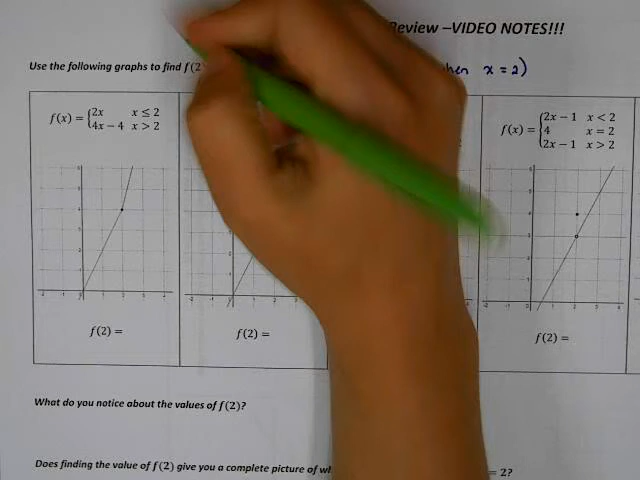 Review –VIDEO NOTES!!!
Use the following graphs to find f(2
x = 2)
f(x) = {2x x ≤ 2
4x − 4 x > 2
f(2) =
f(2) =
f(x) = {2x − 1 x < 2
4 x = 2
2x − 1 x > 2
f(2) =
What do you notice about the values of f(2)?
Does finding the value of f(2) give you a complete picture of
= 2?